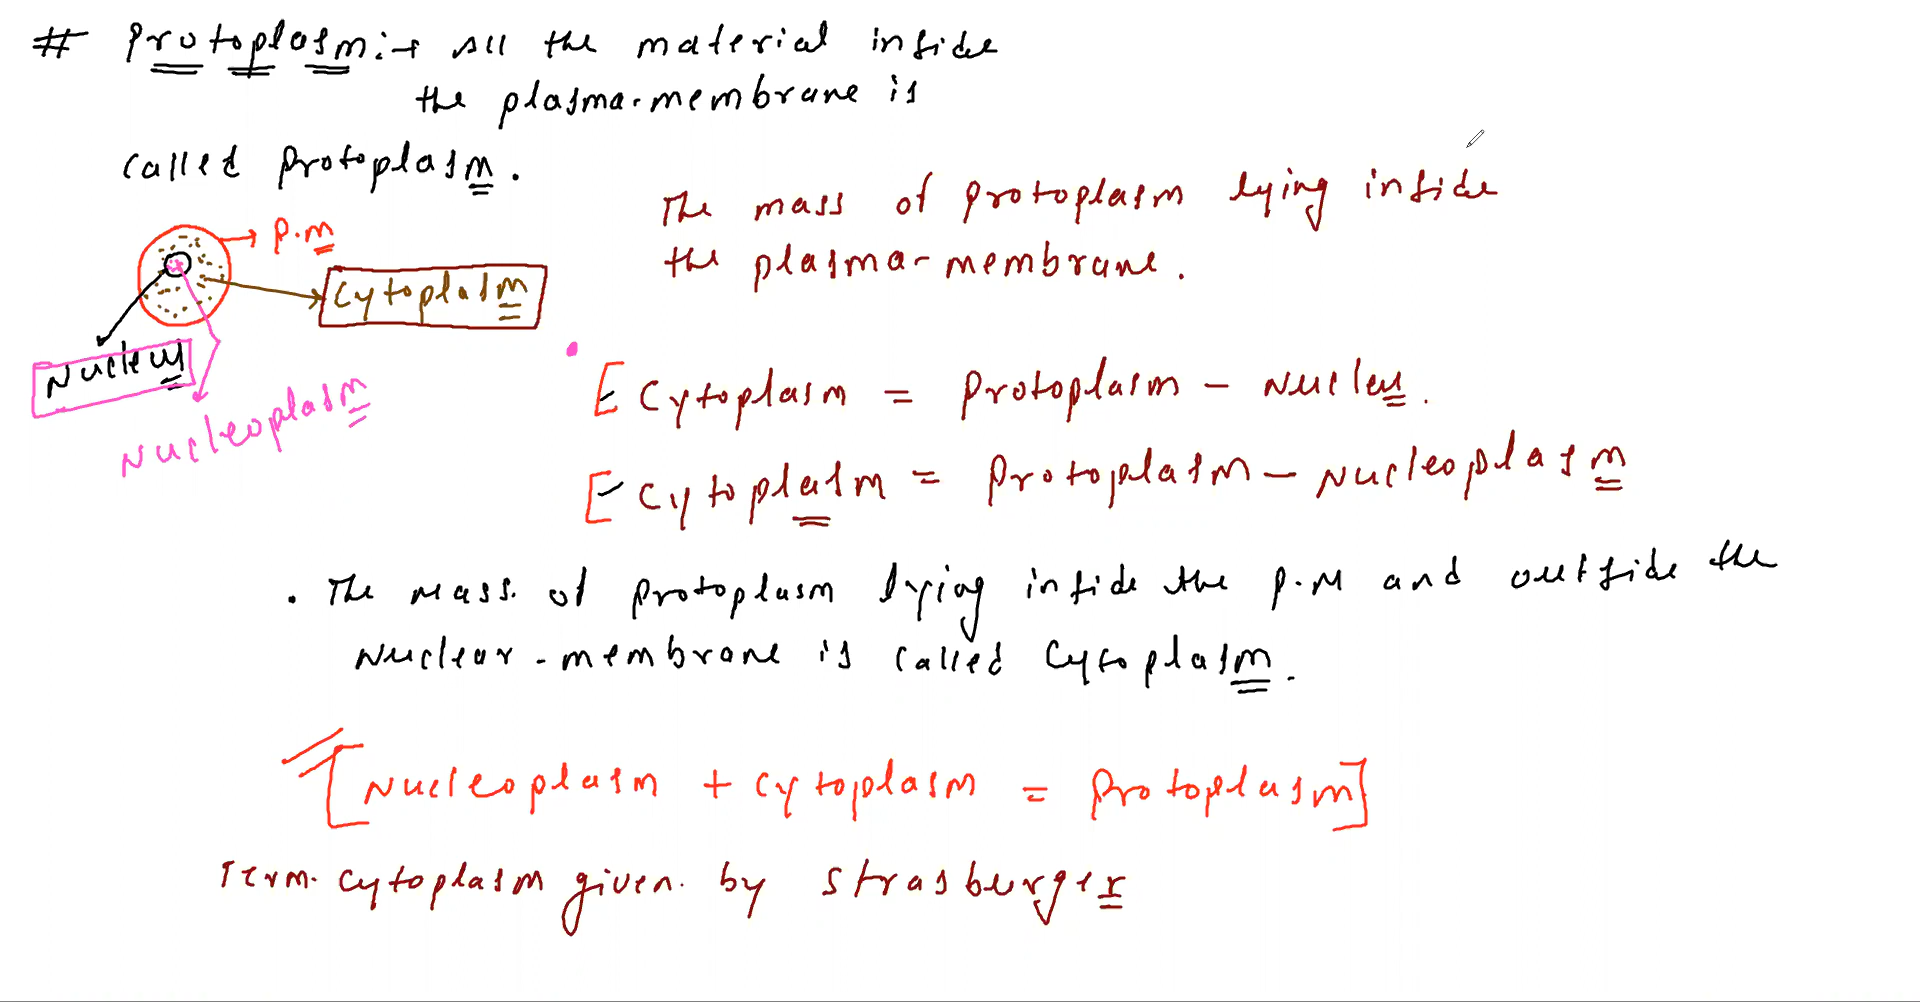 # Protoplasm:→ All the material inside
the plasma-membrane is
called protoplasm.
The mass of protoplasm lying inside
the plasma-membrane.
P.m
Cytoplasm
Nucleus
Nucleoplasm
Cytoplasm = Protoplasm - Nucleus.
Cytoplasm = Protoplasm - Nucleoplasm
• The mass. of protoplasm lying inside the P.M and outside the
Nuclear-membrane is called Cytoplasm.
[Nucleoplasm + Cytoplasm = Protoplasm]
Term. cytoplasm given. by strasburger